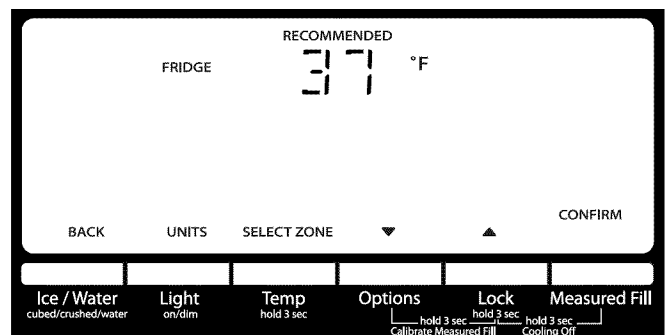 RECOMMENDED
FRIDGE 37 °F
CONFIRM
BACK UNITS SELECT ZONE ▼ ▲
Ice / Water Light Temp Options Lock Measured Fill
cubed/crushed/water on/dim hold 3 sec hold 3 sec
hold 3 sec hold 3 sec
Calibrate Measured Fill Cooling Off